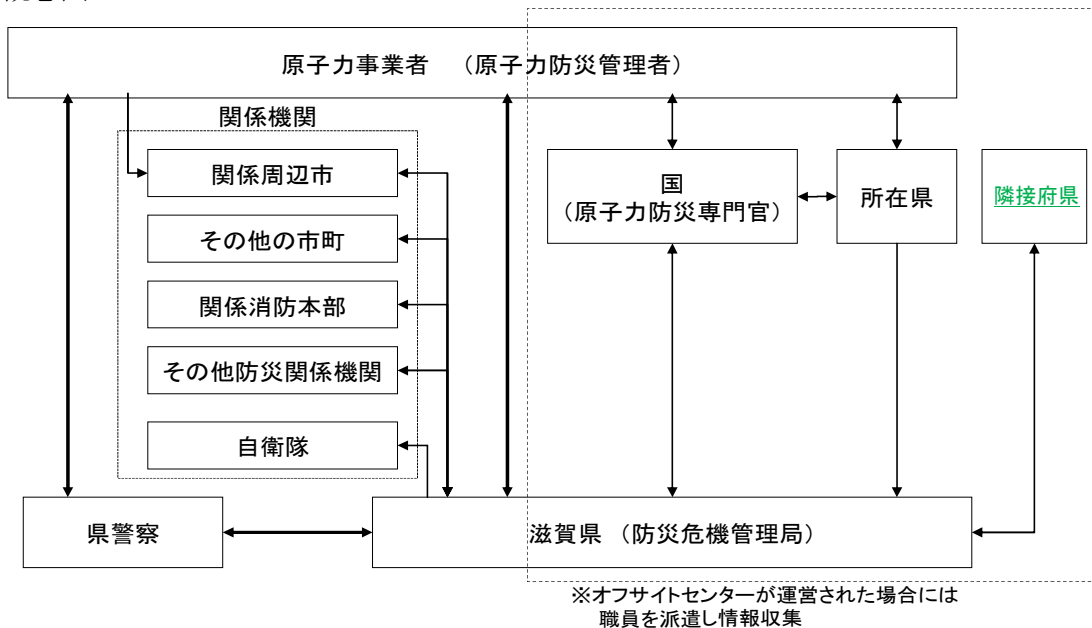 原子力事業者 （原子力防災管理者）
関係機関
関係周辺市
その他の市町
関係消防本部
その他防災関係機関
自衛隊
国
（原子力防災専門官）
所在県
隣接府県
県警察
滋賀県 （防災危機管理局）
※オフサイトセンターが運営された場合には
職員を派遣し情報収集